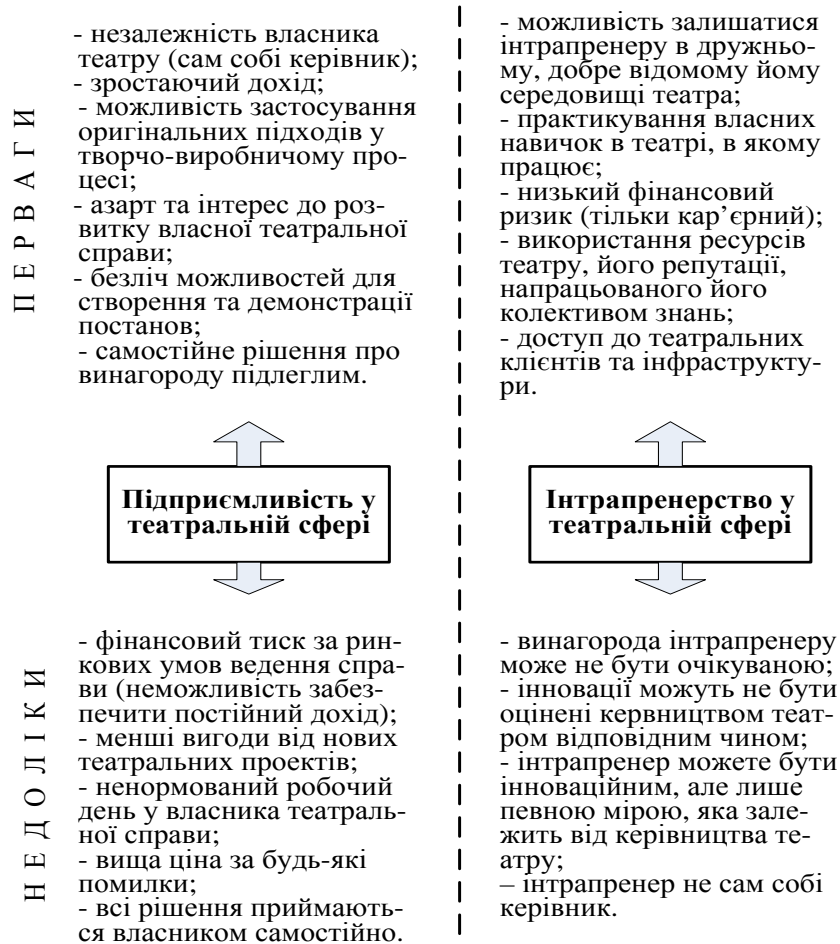 ПЕРВАГИ
- незалежність власника
театру (сам собі керівник);
- зростаючий дохід;
- можливість застосування
оригінальних підходів у
творчо-виробничому про-
цесі;
- азарт та інтерес до роз-
витку власної театральної
справи;
- безліч можливостей для
створення та демонстрації
постанов;
- самостійне рішення про
винагороду підлеглим.
- можливість залишатися
інтрапренеру в дружньо-
му, добре відомому йому
середовищі театра;
- практикування власних
навичок в театрі, в якому
працює;
- низький фінансовий
ризик (тільки кар’єрний);
- використання ресурсів
театру, його репутації,
напрацьованого його
колективом знань;
- доступ до театральних
клієнтів та інфраструкту-
ри.
Підприємливість у
театральній сфері
Інтрапренерство у
театральній сфері
НЕДОЛІКИ
- фінансовий тиск за рин-
кових умов ведення спра-
ви (неможливість забез-
печити постійний дохід);
- менші вигоди від нових
театральних проектів;
- ненормований робочий
день у власника театраль-
ної справи;
- вища ціна за будь-які
помилки;
- всі рішення приймають-
ся власником самостійно.
- винагорода інтрапренеру
може не бути очікуваною;
- інновації можуть не бути
оцінені кервництвом теат-
ром відповідним чином;
- інтрапренер можете бути
інноваційним, але лише
певною мірою, яка зале-
жить від керівництва те-
атру;
– інтрапренер не сам собі
керівник.